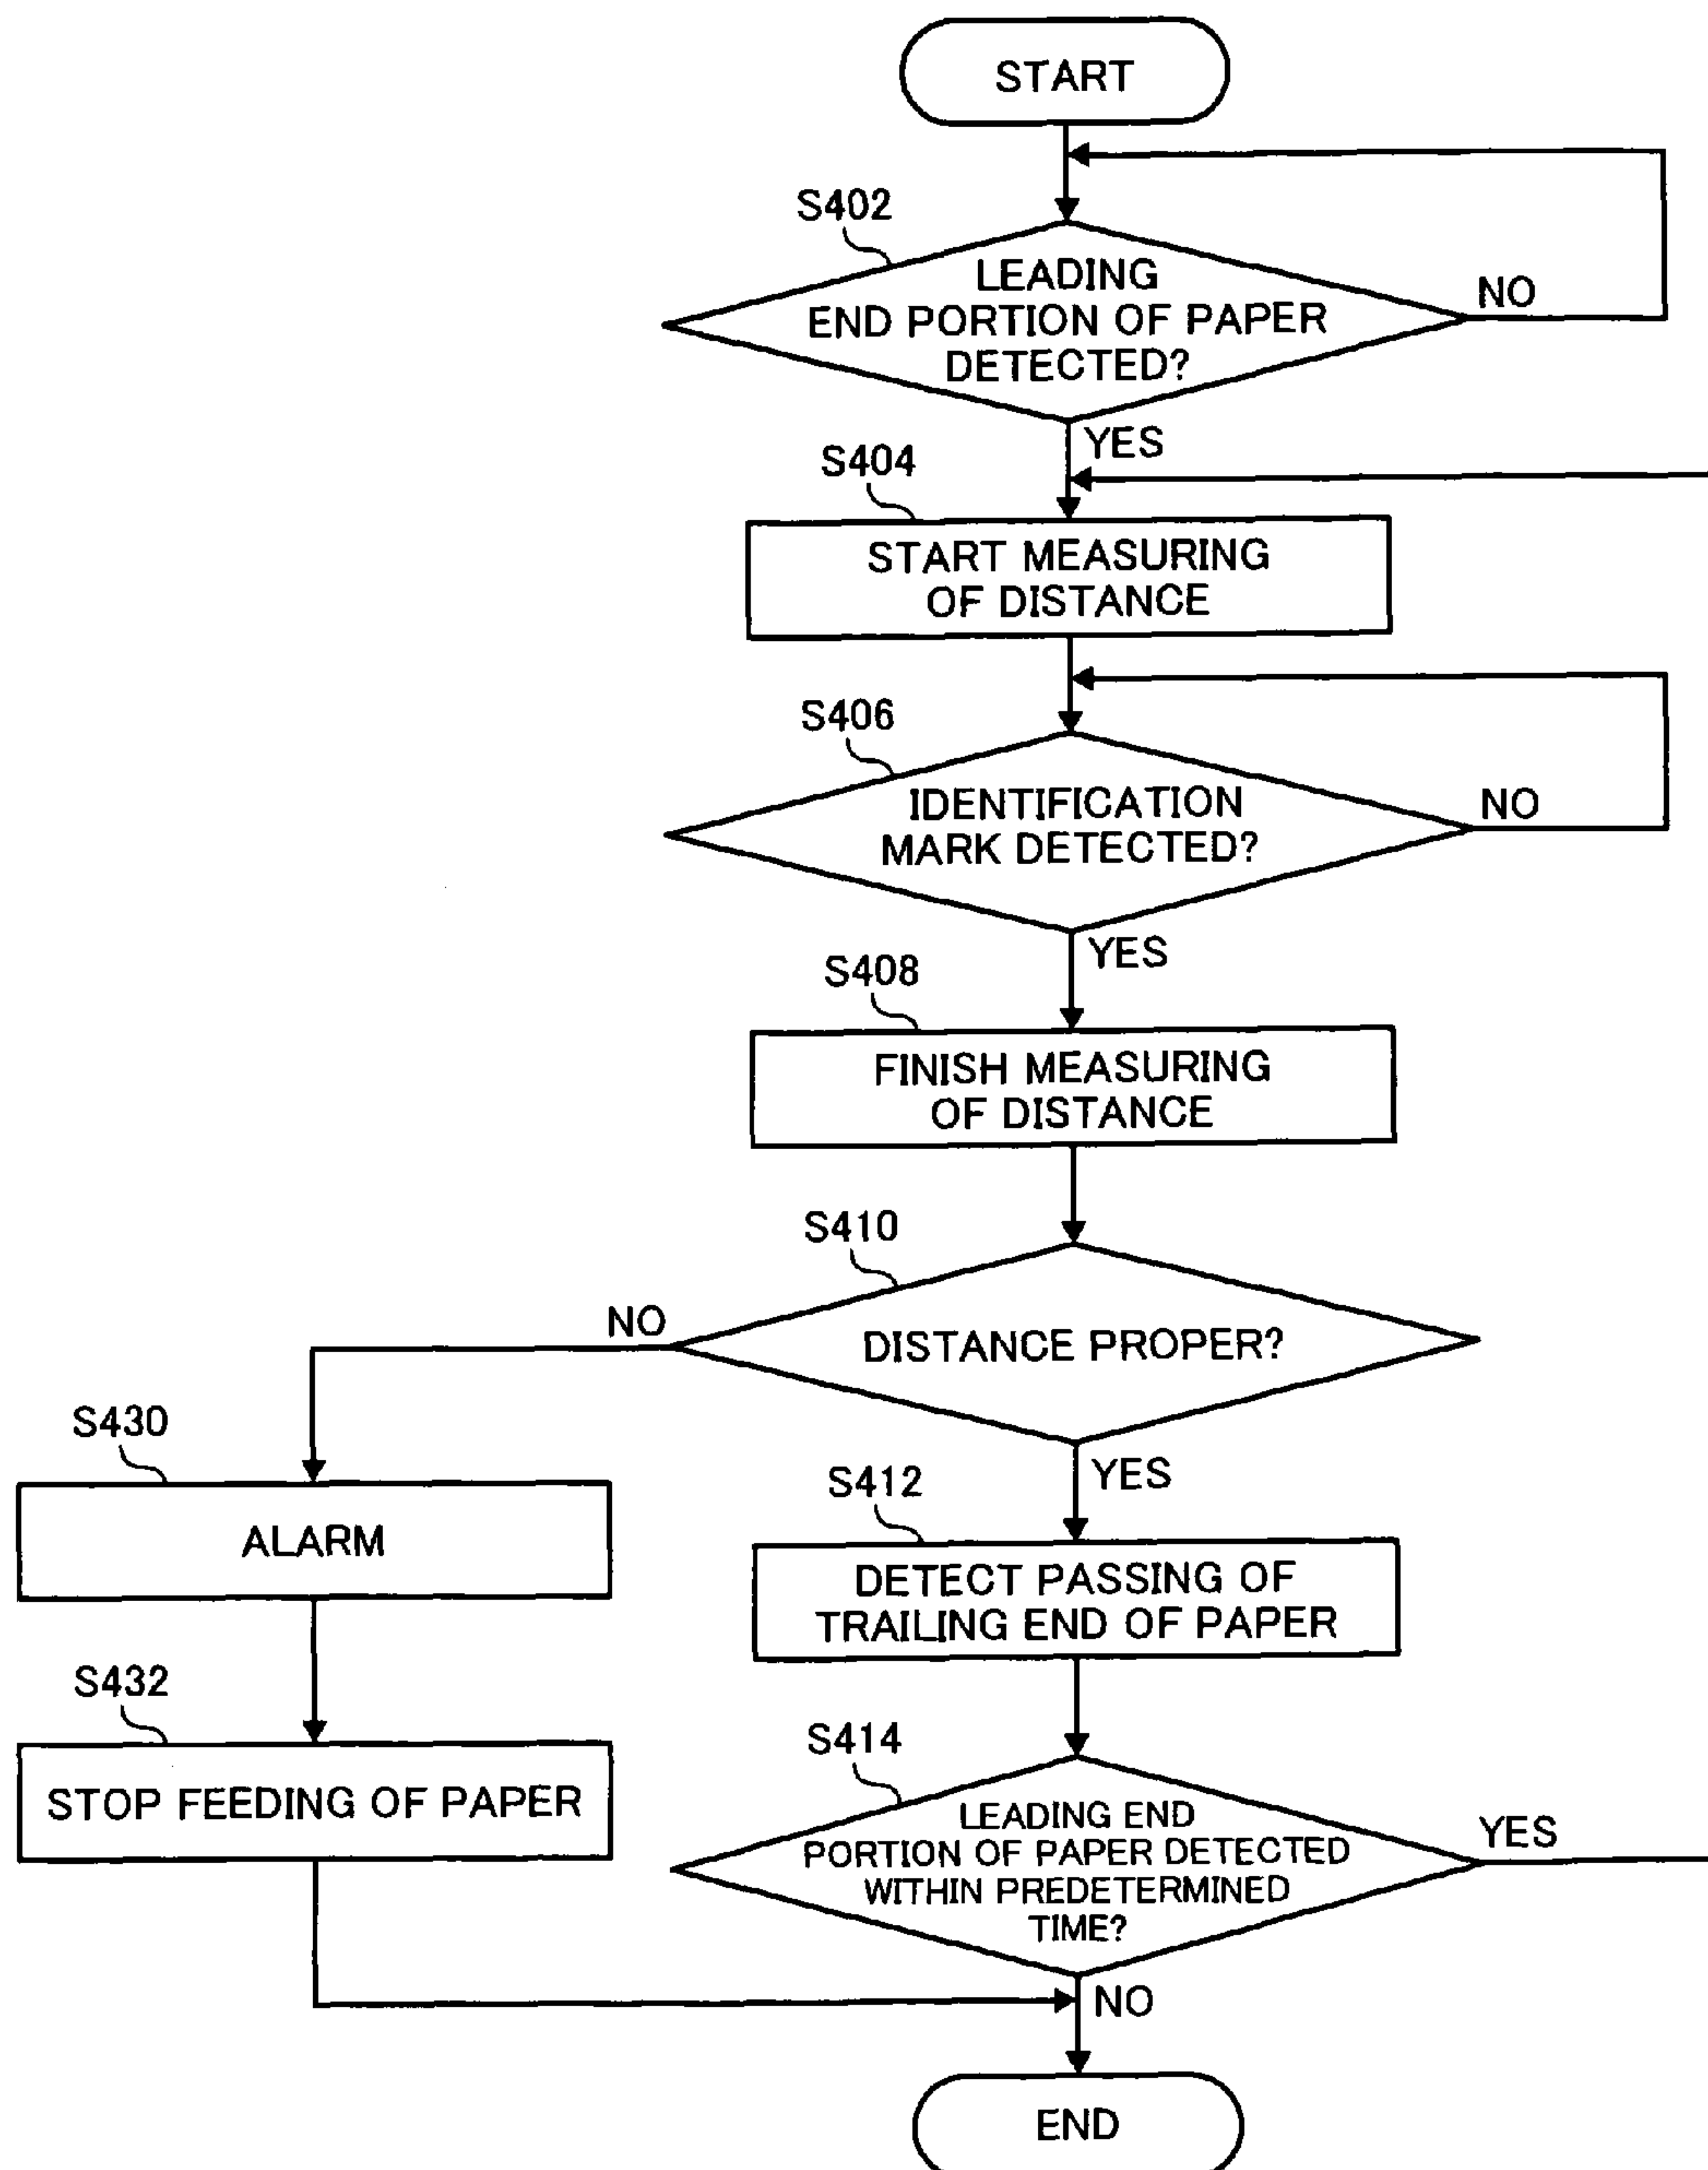 START
S402
LEADING
END PORTION OF PAPER
DETECTED?
NO
YES
S404
START MEASURING
OF DISTANCE
S406
IDENTIFICATION
MARK DETECTED?
NO
YES
S408
FINISH MEASURING
OF DISTANCE
S410
DISTANCE PROPER?
NO
YES
S430
ALARM
S432
STOP FEEDING OF PAPER
S412
DETECT PASSING OF
TRAILING END OF PAPER
S414
LEADING END
PORTION OF PAPER DETECTED
WITHIN PREDETERMINED
TIME?
YES
NO
END